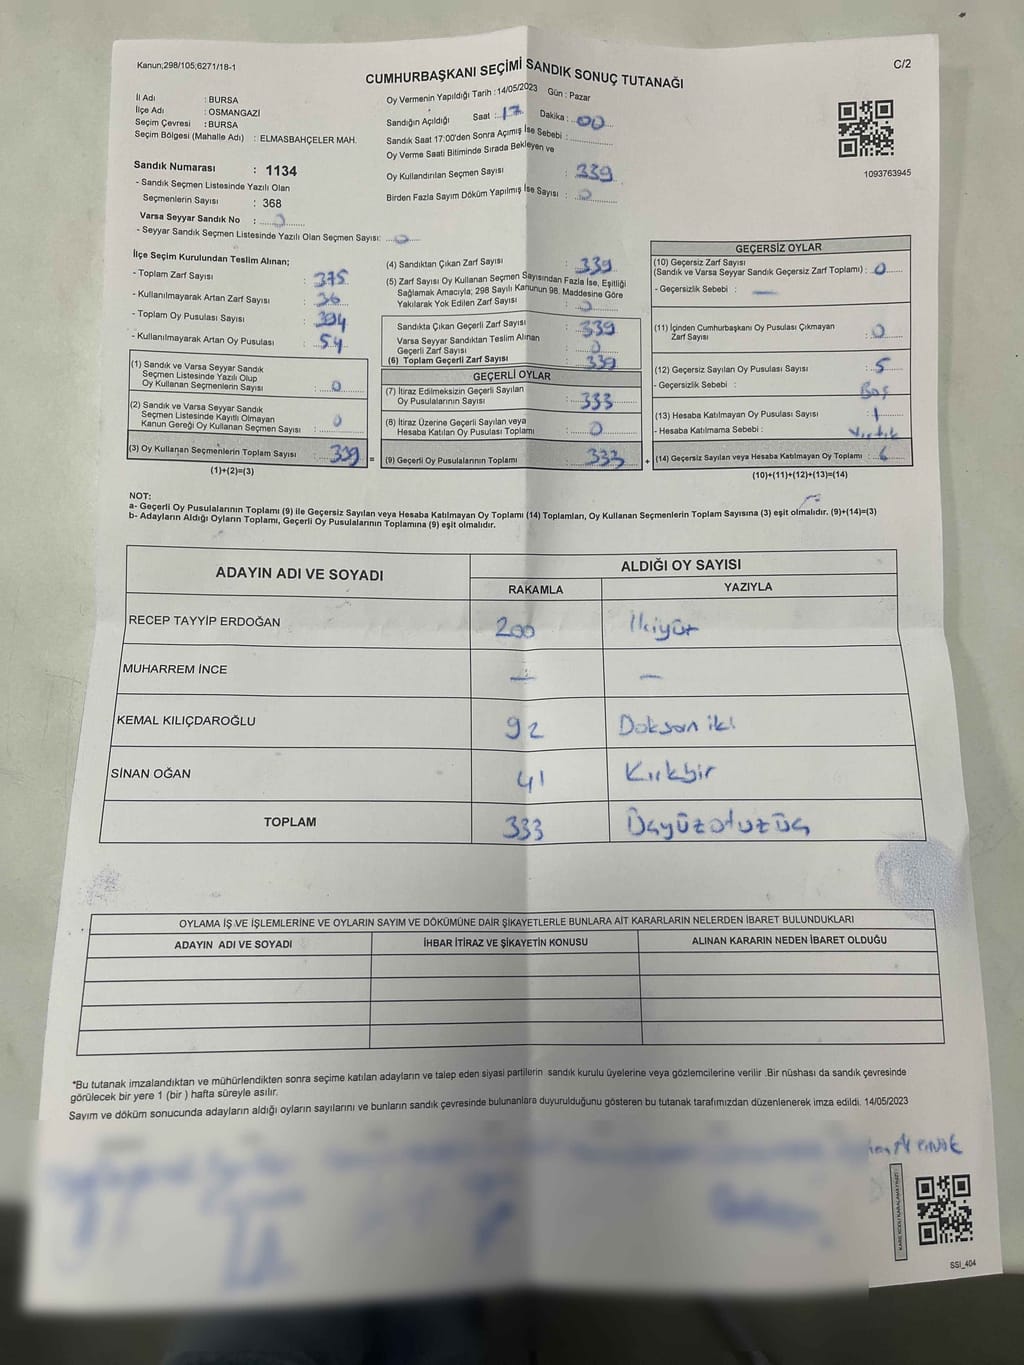 Kanun;298/105;6271/18-1
C/2
CUMHURBAŞKANI SEÇİMİ SANDIK SONUÇ TUTANAĞI
İl Adı : BURSA
İlçe Adı : OSMANGAZİ
Seçim Çevresi : BURSA
Seçim Bölgesi (Mahalle Adı) : ELMASBAHÇELER MAH.
Oy Vermenin Yapıldığı Tarih : 14/05/2023 Gün : Pazar
Sandığın Açıldığı Saat : 17 Dakika : 00
Sandık Saat 17:00'den Sonra Açımış İse Sebebi :
Oy Verme Saati Bitiminde Sırada Bekleyen ve
Oy Kullandırılan Seçmen Sayısı : 339
Birden Fazla Sayım Döküm Yapılmış İse Sayısı : 0
1093763945
Sandık Numarası : 1134
- Sandık Seçmen Listesinde Yazılı Olan
Seçmenlerin Sayısı : 368
Varsa Seyyar Sandık No : 0
- Seyyar Sandık Seçmen Listesinde Yazılı Olan Seçmen Sayısı: 0
İlçe Seçim Kurulundan Teslim Alınan;
- Toplam Zarf Sayısı : 375
- Kullanılmayarak Artan Zarf Sayısı : 36
- Toplam Oy Pusulası Sayısı : 394
- Kullanılmayarak Artan Oy Pusulası : 54
(1) Sandık ve Varsa Seyyar Sandık
Seçmen Listesinde Yazılı Olup
Oy Kullanan Seçmenlerin Sayısı : 0
(2) Sandık ve Varsa Seyyar Sandık
Seçmen Listesinde Kayıtlı Olmayan
Kanun Gereği Oy Kullanan Seçmen Sayısı : 0
(3) Oy Kullanan Seçmenlerin Toplam Sayısı : 339 =
(1)+(2)=(3)
(4) Sandıktan Çıkan Zarf Sayısı : 339
(5) Zarf Sayısı Oy Kullanan Seçmen Sayısından Fazla İse, Eşitliği
Sağlamak Amacıyla; 298 Sayılı Kanunun 98. Maddesine Göre
Yakılarak Yok Edilen Zarf Sayısı : 0
Sandıkta Çıkan Geçerli Zarf Sayısı : 339
Varsa Seyyar Sandıktan Teslim Alınan
Geçerli Zarf Sayısı : 0
(6) Toplam Geçerli Zarf Sayısı : 339
GEÇERLİ OYLAR
(7) İtiraz Edilmeksizin Geçerli Sayılan
Oy Pusulalarının Sayısı : 333
(8) İtiraz Üzerine Geçerli Sayılan veya
Hesaba Katılan Oy Pusulası Toplamı : 0
(9) Geçerli Oy Pusulalarının Toplamı : 333 +
GEÇERSİZ OYLAR
(10) Geçersiz Zarf Sayısı
(Sandık ve Varsa Seyyar Sandık Geçersiz Zarf Toplamı) : 0
- Geçersizlik Sebebi : —
(11) İçinden Cumhurbaşkanı Oy Pusulası Çıkmayan
Zarf Sayısı : 0
(12) Geçersiz Sayılan Oy Pusulası Sayısı : 5
- Geçersizlik Sebebi : Boş
(13) Hesaba Katılmayan Oy Pusulası Sayısı : 1
- Hesaba Katılmama Sebebi : Yırtık
(14) Geçersiz Sayılan veya Hesaba Katılmayan Oy Toplamı : 6
(10)+(11)+(12)+(13)=(14)
NOT:
a- Geçerli Oy Pusulalarının Toplamı (9) ile Geçersiz Sayılan veya Hesaba Katılmayan Oy Toplamı (14) Toplamları, Oy Kullanan Seçmenlerin Toplam Sayısına (3) eşit olmalıdır. (9)+(14)=(3)
b- Adayların Aldığı Oyların Toplamı, Geçerli Oy Pusulalarının Toplamına (9) eşit olmalıdır.
ADAYIN ADI VE SOYADI
ALDIĞI OY SAYISI
RAKAMLA YAZIYLA
RECEP TAYYİP ERDOĞAN 200 İkiyüz
MUHARREM İNCE — —
KEMAL KILIÇDAROĞLU 92 Doksan iki
SİNAN OĞAN 41 Kırkbir
TOPLAM 333 Üçyüzotuzüç
OYLAMA İŞ VE İŞLEMLERİNE VE OYLARIN SAYIM VE DÖKÜMÜNE DAİR ŞİKAYETLERLE BUNLARA AİT KARARLARIN NELERDEN İBARET BULUNDUKLARI
ADAYIN ADI VE SOYADI İHBAR İTİRAZ VE ŞİKAYETİN KONUSU ALINAN KARARIN NEDEN İBARET OLDUĞU
*Bu tutanak imzalandıktan ve mühürlendikten sonra seçime katılan adayların ve talep eden siyasi partilerin sandık kurulu üyelerine veya gözlemcilerine verilir .Bir nüshası da sandık çevresinde
görülecek bir yere 1 (bir ) hafta süreyle asılır.
Sayım ve döküm sonucunda adayların aldığı oyların sayılarını ve bunların sandık çevresinde bulunanlara duyurulduğunu gösteren bu tutanak tarafımızdan düzenlenerek imza edildi. 14/05/2023
KARE KODU KARALAMAYINIZ!
SSI_404